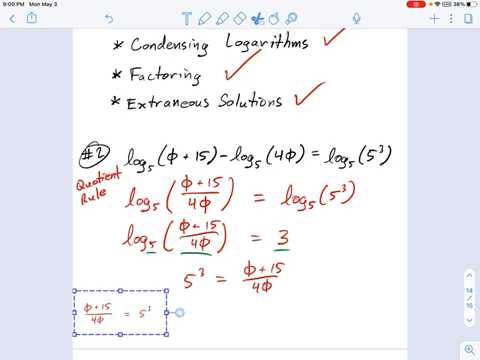 9:00 PM Mon May 3
38%
* Condensing Logarithms ✓
* Factoring ✓
* Extraneous Solutions ✓
#2 log₅(ϕ + 15) - log₅(4ϕ) = log₅(5³)
Quotient Rule
log₅((ϕ + 15)/(4ϕ)) = log₅(5³)
log₅((ϕ + 15)/(4ϕ)) = 3
5³ = (ϕ + 15)/(4ϕ)
(ϕ + 15)/(4ϕ) = 5³
14 / 15